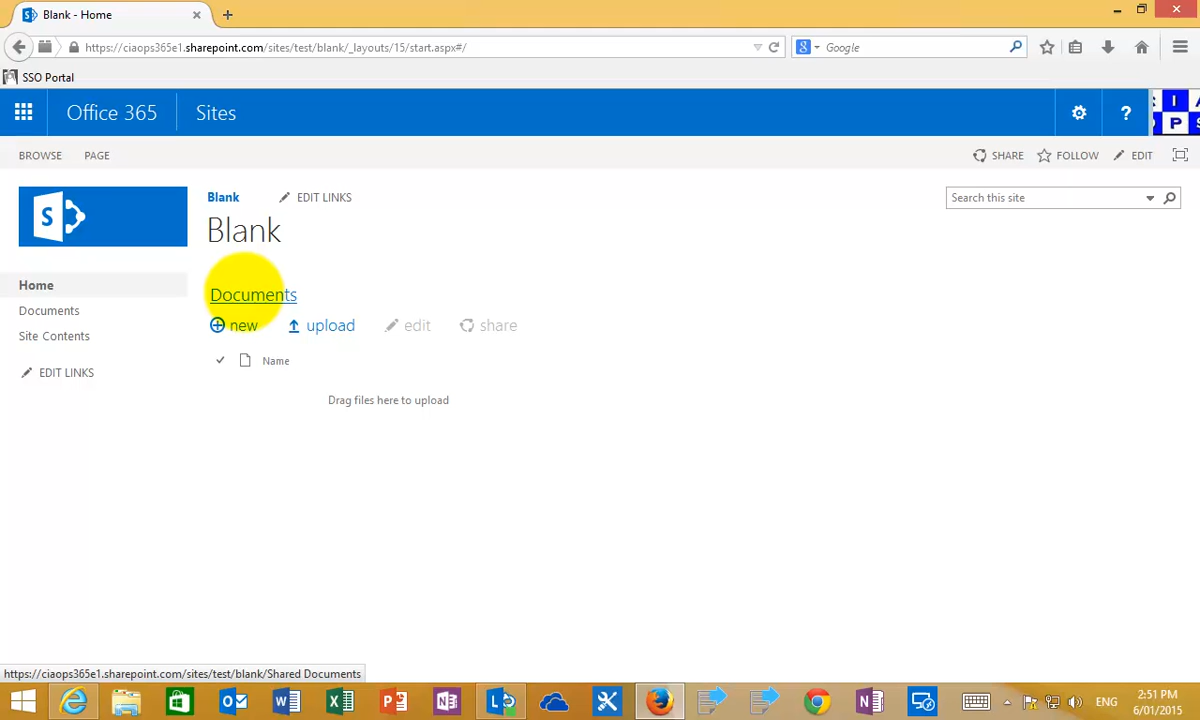 Blank - Home
https://ciaops365e1.sharepoint.com/sites/test/blank/_layouts/15/start.aspx#/
Google
SSO Portal
Office 365 Sites ?
BROWSE PAGE SHARE FOLLOW EDIT
Blank EDIT LINKS Search this site
Blank
Home
Documents
Site Contents
EDIT LINKS
Documents
new upload edit share
Name
Drag files here to upload
https://ciaops365e1.sharepoint.com/sites/test/blank/Shared Documents
ENG 2:51 PM
6/01/2015